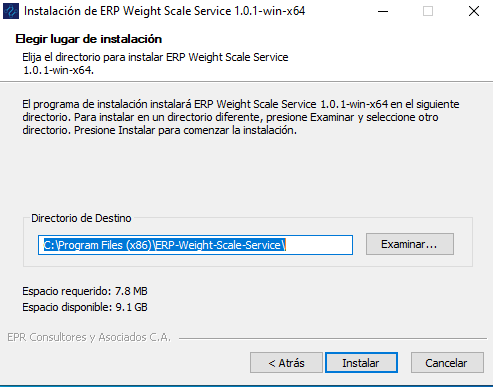 Instalación de ERP Weight Scale Service 1.0.1-win-x64
Elegir lugar de instalación
Elija el directorio para instalar ERP Weight Scale Service
1.0.1-win-x64.
El programa de instalación instalará ERP Weight Scale Service 1.0.1-win-x64 en el siguiente
directorio. Para instalar en un directorio diferente, presione Examinar y seleccione otro
directorio. Presione Instalar para comenzar la instalación.
Directorio de Destino
C:\Program Files (x86)\ERP-Weight-Scale-Service\
Examinar...
Espacio requerido: 7.8 MB
Espacio disponible: 9.1 GB
EPR Consultores y Asociados C.A.
< Atrás
Instalar
Cancelar